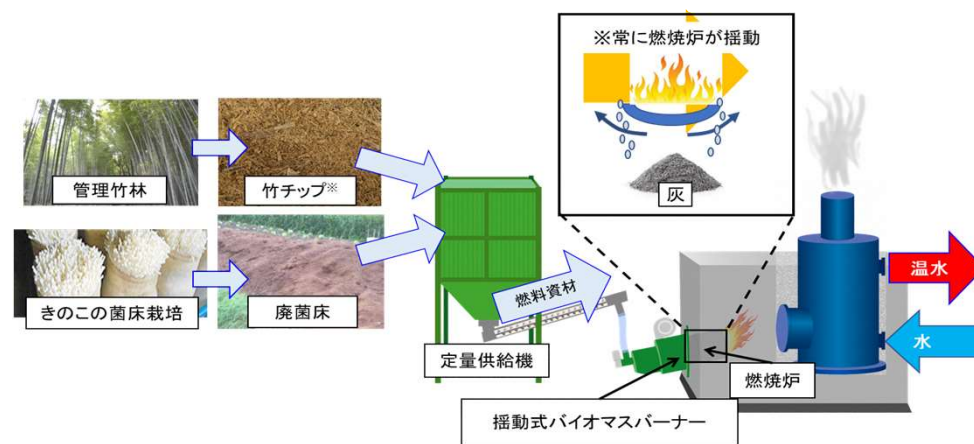 ※常に燃焼炉が揺動
灰
管理竹林
竹チップ※
きのこの菌床栽培
廃菌床
燃料資材
定量供給機
温水
水
燃焼炉
揺動式バイオマスバーナー